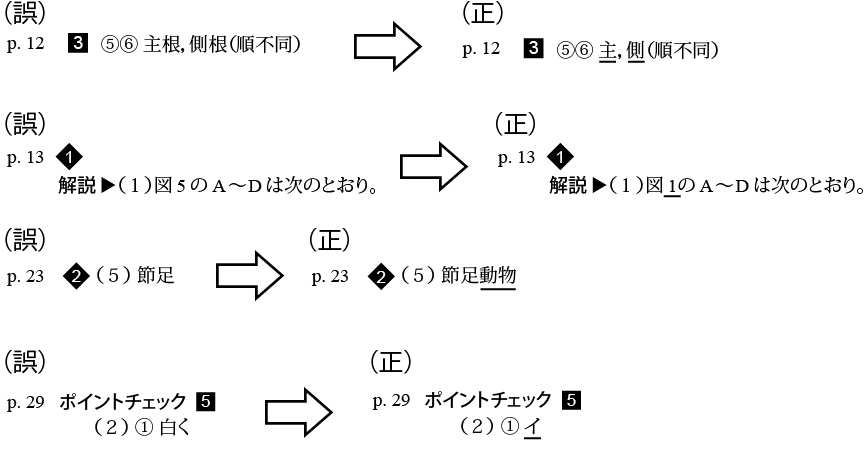 （誤）
（正）
p. 12 3 ⑤⑥ 主根，側根（順不同）
p. 12 3 ⑤⑥ 主，側（順不同）
（誤）
（正）
p. 13 1
p. 13 1
解説 ▶（１）図 5 の A～D は次のとおり。
解説 ▶（１）図 1 の A～D は次のとおり。
（誤）
（正）
p. 23 2（５）節足
p. 23 2（５）節足動物
（誤）
（正）
p. 29 ポイントチェック 5
p. 29 ポイントチェック 5
（２）① 白く
（２）① イ